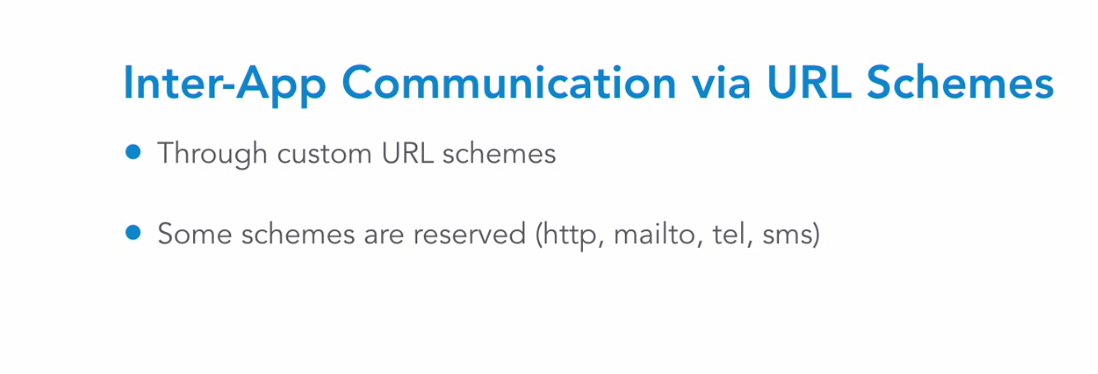 Inter-App Communication via URL Schemes
Through custom URL schemes
Some schemes are reserved (http, mailto, tel, sms)